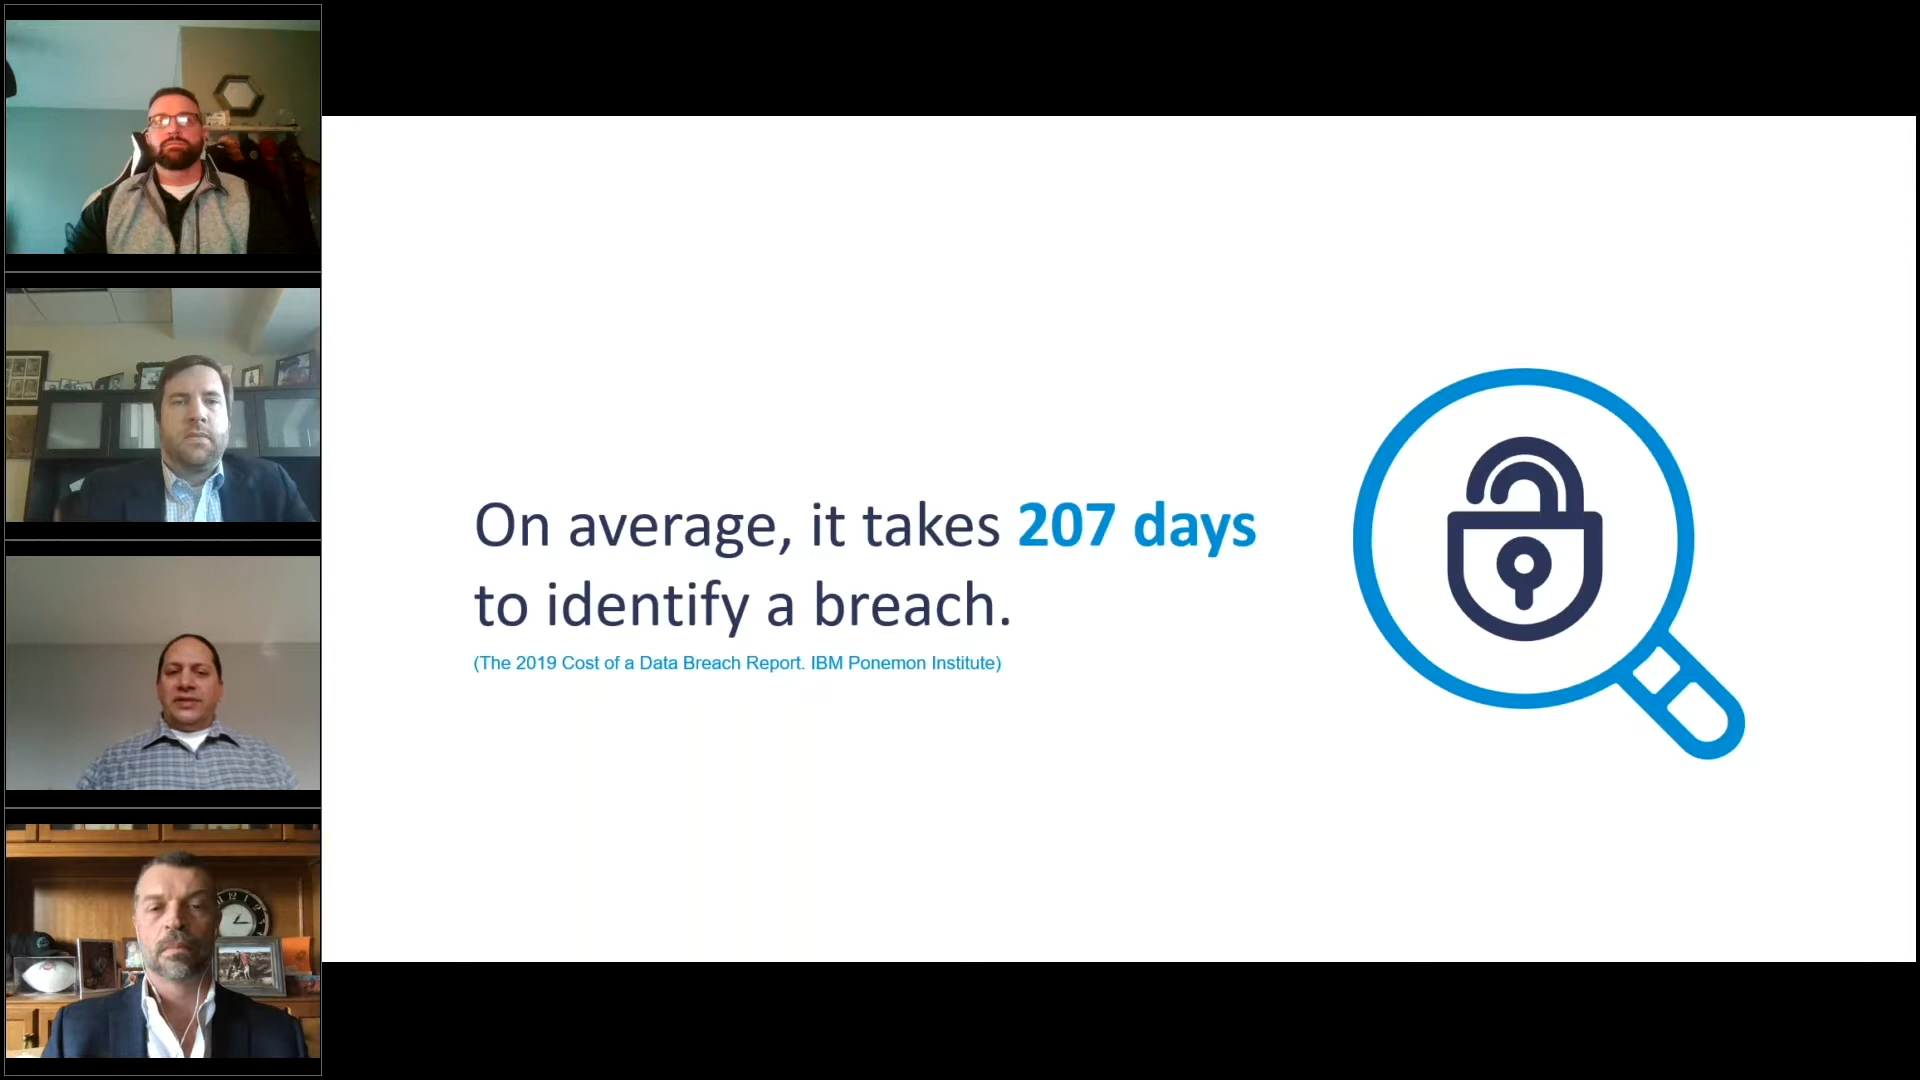 On average, it takes 207 days
to identify a breach.
(The 2019 Cost of a Data Breach Report. IBM Ponemon Institute)